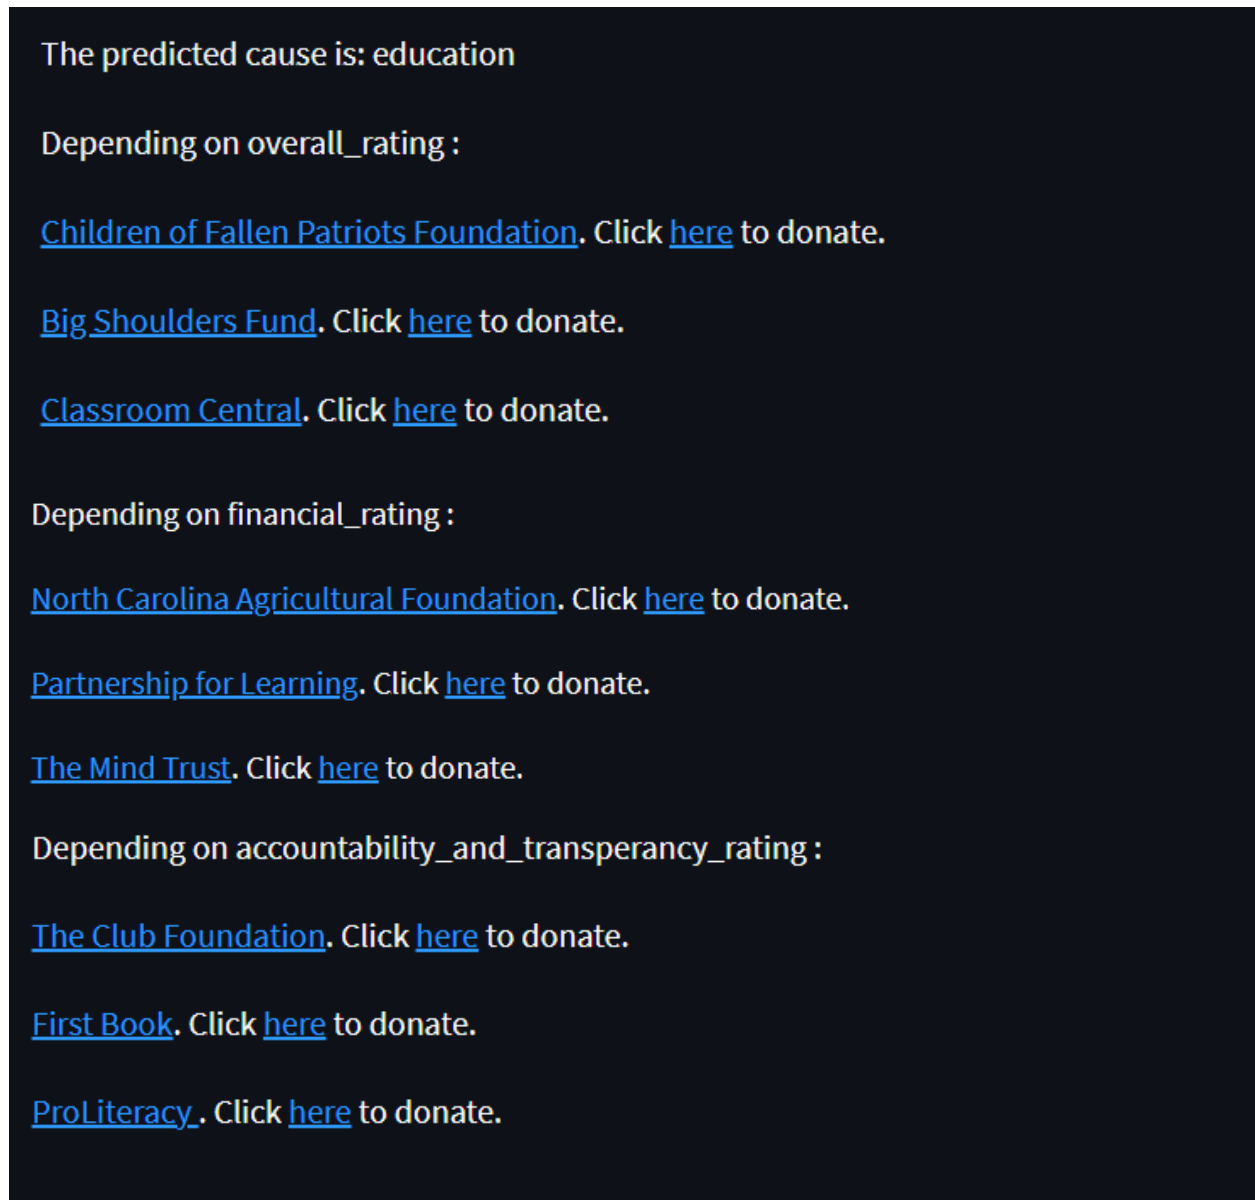 The predicted cause is: education
Depending on overall_rating :
Children of Fallen Patriots Foundation. Click here to donate.
Big Shoulders Fund. Click here to donate.
Classroom Central. Click here to donate.
Depending on financial_rating :
North Carolina Agricultural Foundation. Click here to donate.
Partnership for Learning. Click here to donate.
The Mind Trust. Click here to donate.
Depending on accountability_and_transperancy_rating :
The Club Foundation. Click here to donate.
First Book. Click here to donate.
ProLiteracy . Click here to donate.